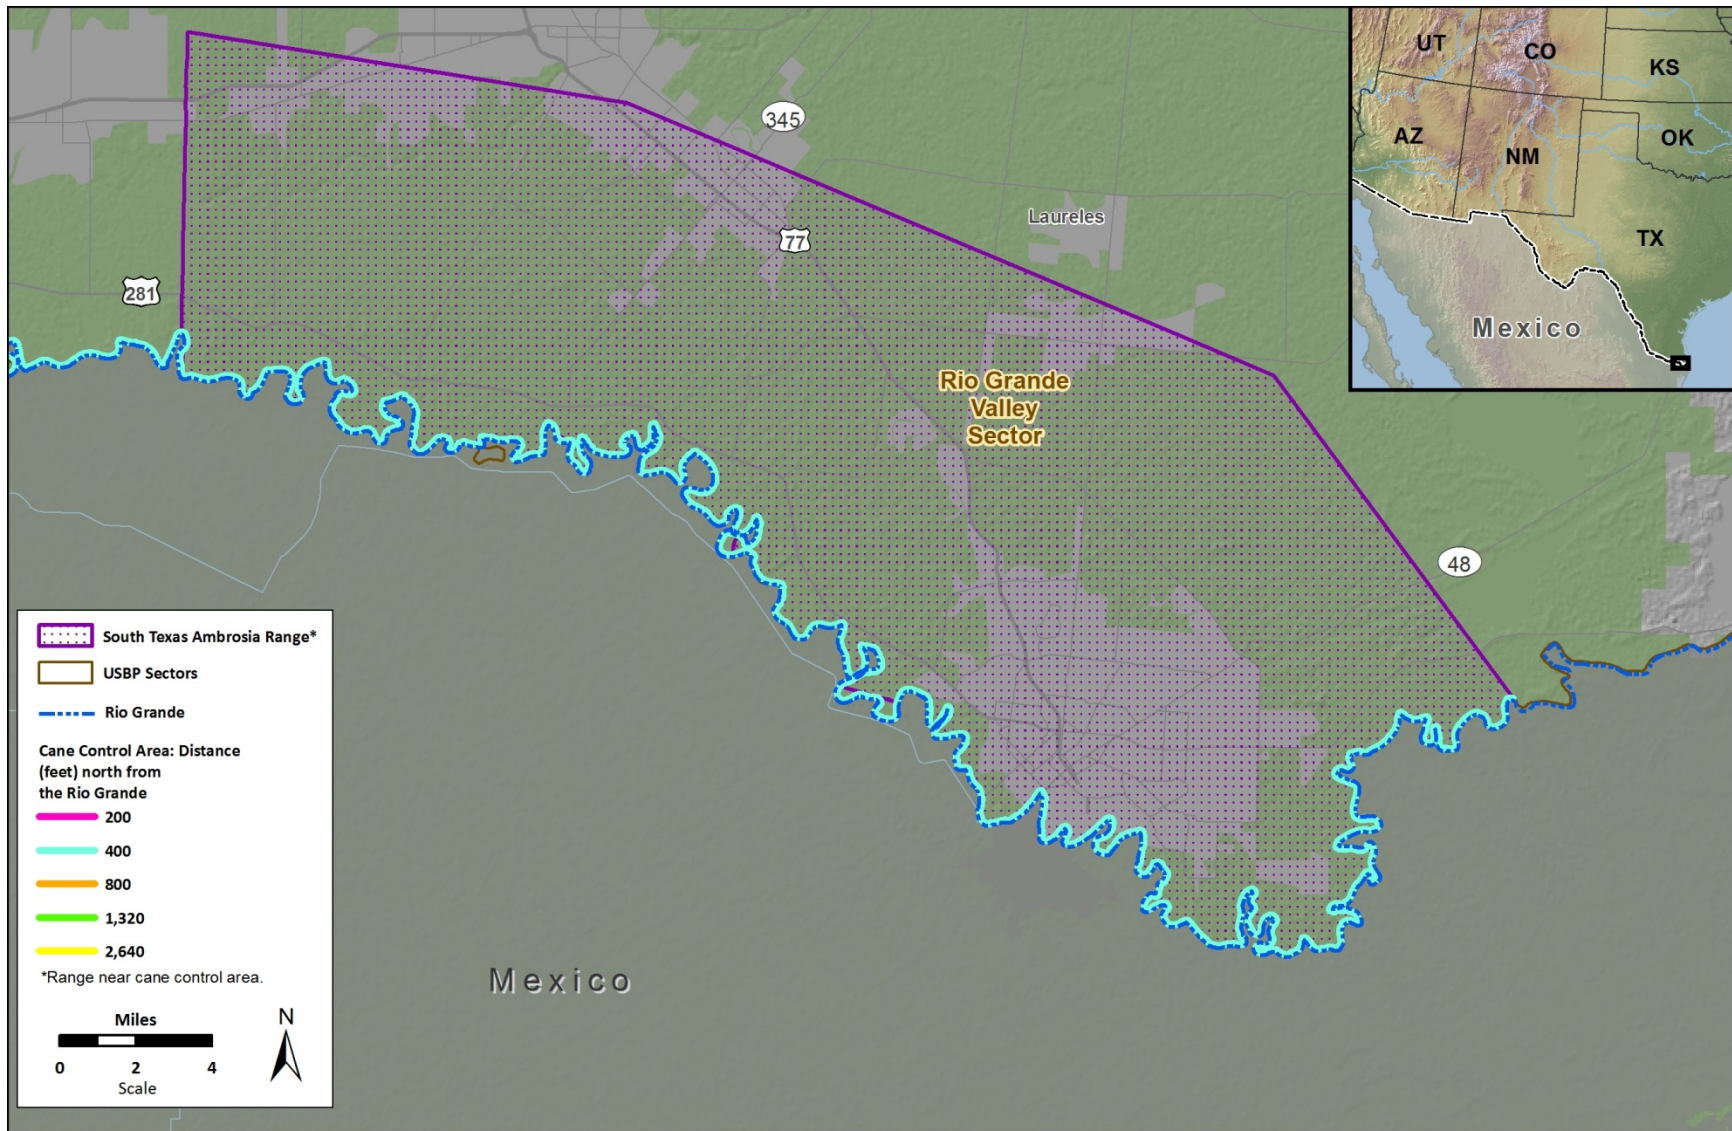 345
Laureles
77
281
Rio Grande
Valley
Sector
48
UT
CO
KS
AZ
NM
OK
TX
Mexico
South Texas Ambrosia Range*
USBP Sectors
Rio Grande
Cane Control Area: Distance
(feet) north from
the Rio Grande
200
400
800
1,320
2,640
*Range near cane control area.
Miles
0 2 4
Scale
N
Mexico